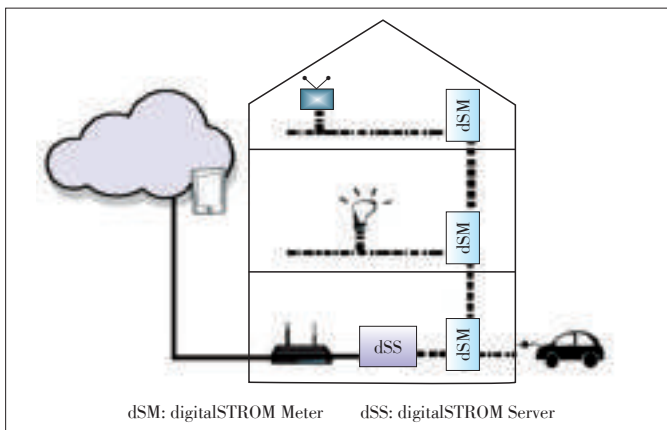 dSM
dSM
dSS
dSM
dSM: digitalSTROM Meter dSS: digitalSTROM Server